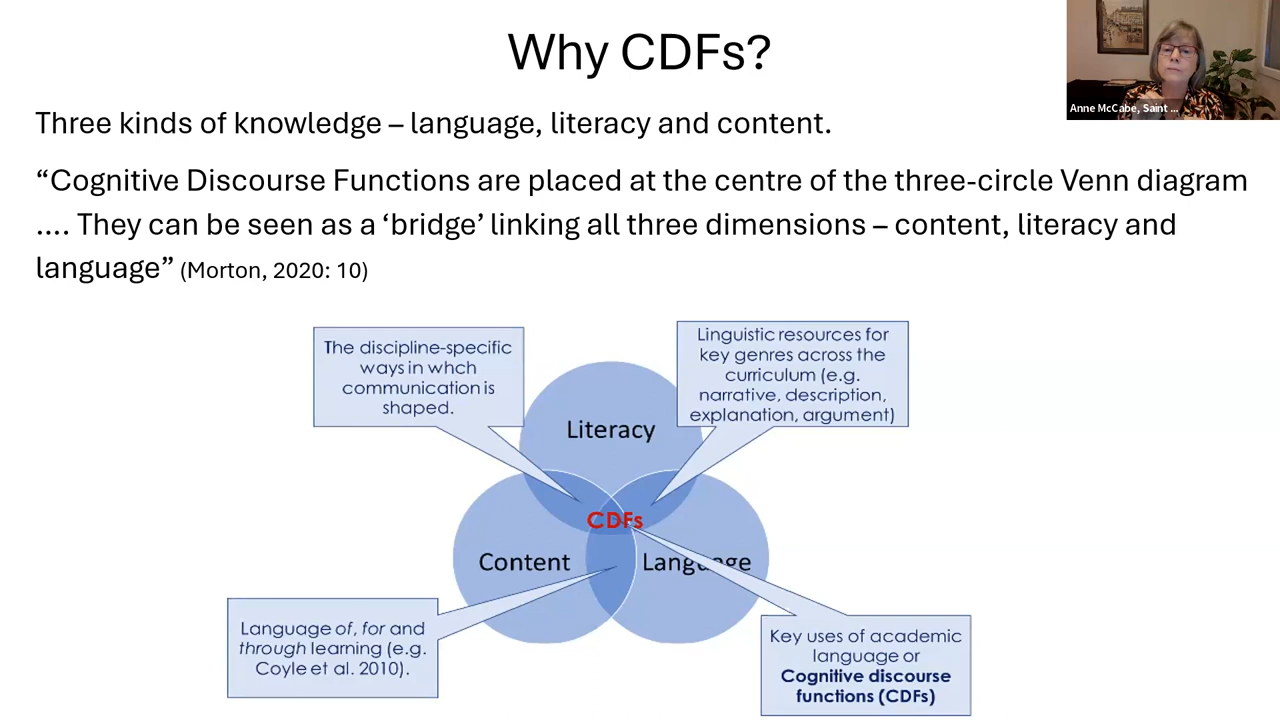 Why CDFs?
Anne McCabe, Saint ...
Three kinds of knowledge – language, literacy and content.
“Cognitive Discourse Functions are placed at the centre of the three-circle Venn diagram
.... They can be seen as a ‘bridge’ linking all three dimensions – content, literacy and
language” (Morton, 2020: 10)
The discipline-specific
ways in whch
communication is
shaped.
Linguistic resources for
key genres across the
curriculum (e.g.
narrative, description,
explanation, argument)
Literacy
CDFs
Content
Language
Language of, for and
through learning (e.g.
Coyle et al. 2010).
Key uses of academic
language or
Cognitive discourse
functions (CDFs)